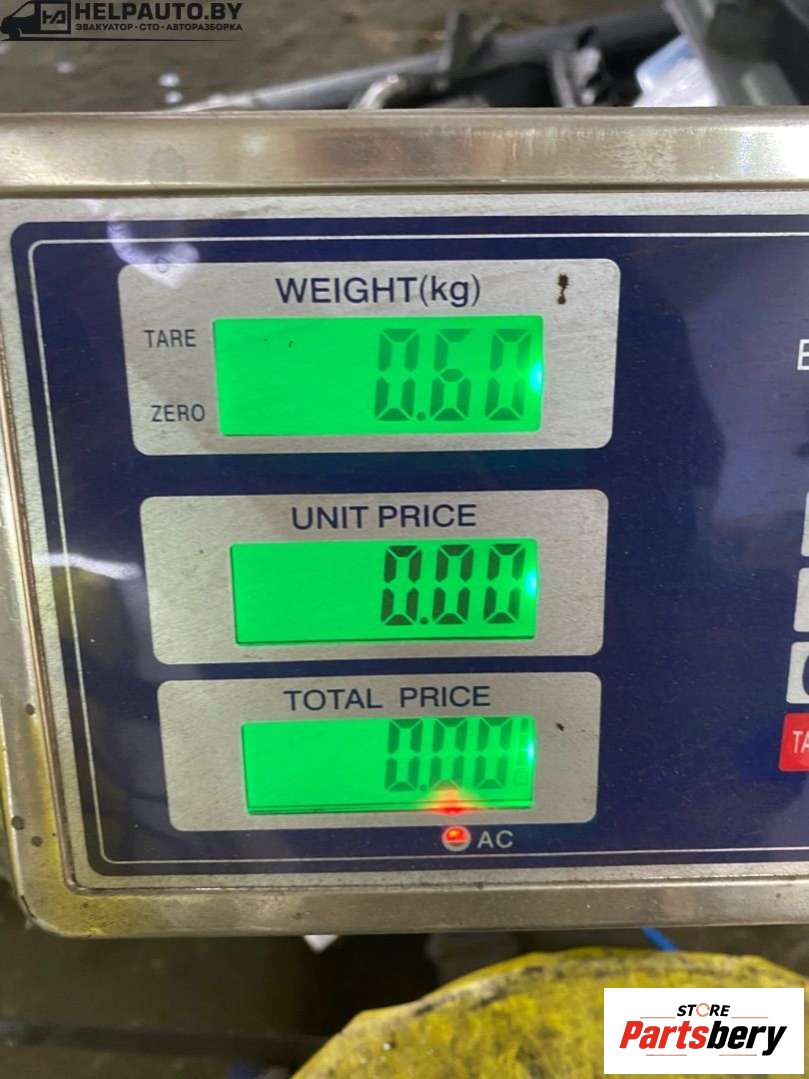 HELPAUTO.BY
ЭВАКУАТОР·СТО·АВТОРАЗБОРКА
WEIGHT(kg)
TARE
0.60
ZERO
UNIT PRICE
0.00
TOTAL PRICE
0.00
AC
STORE
Partsbery